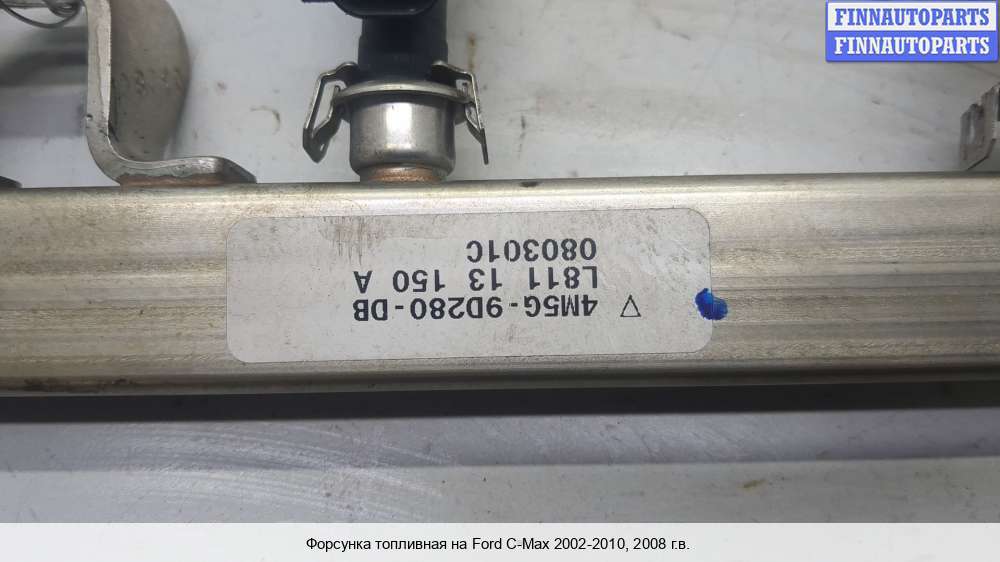 FINNAUTOPARTS
FINNAUTOPARTS
4M5G-9D280-DB
L811 13 150 A
080301C
Форсунка топливная на Ford C-Max 2002-2010, 2008 г.в.